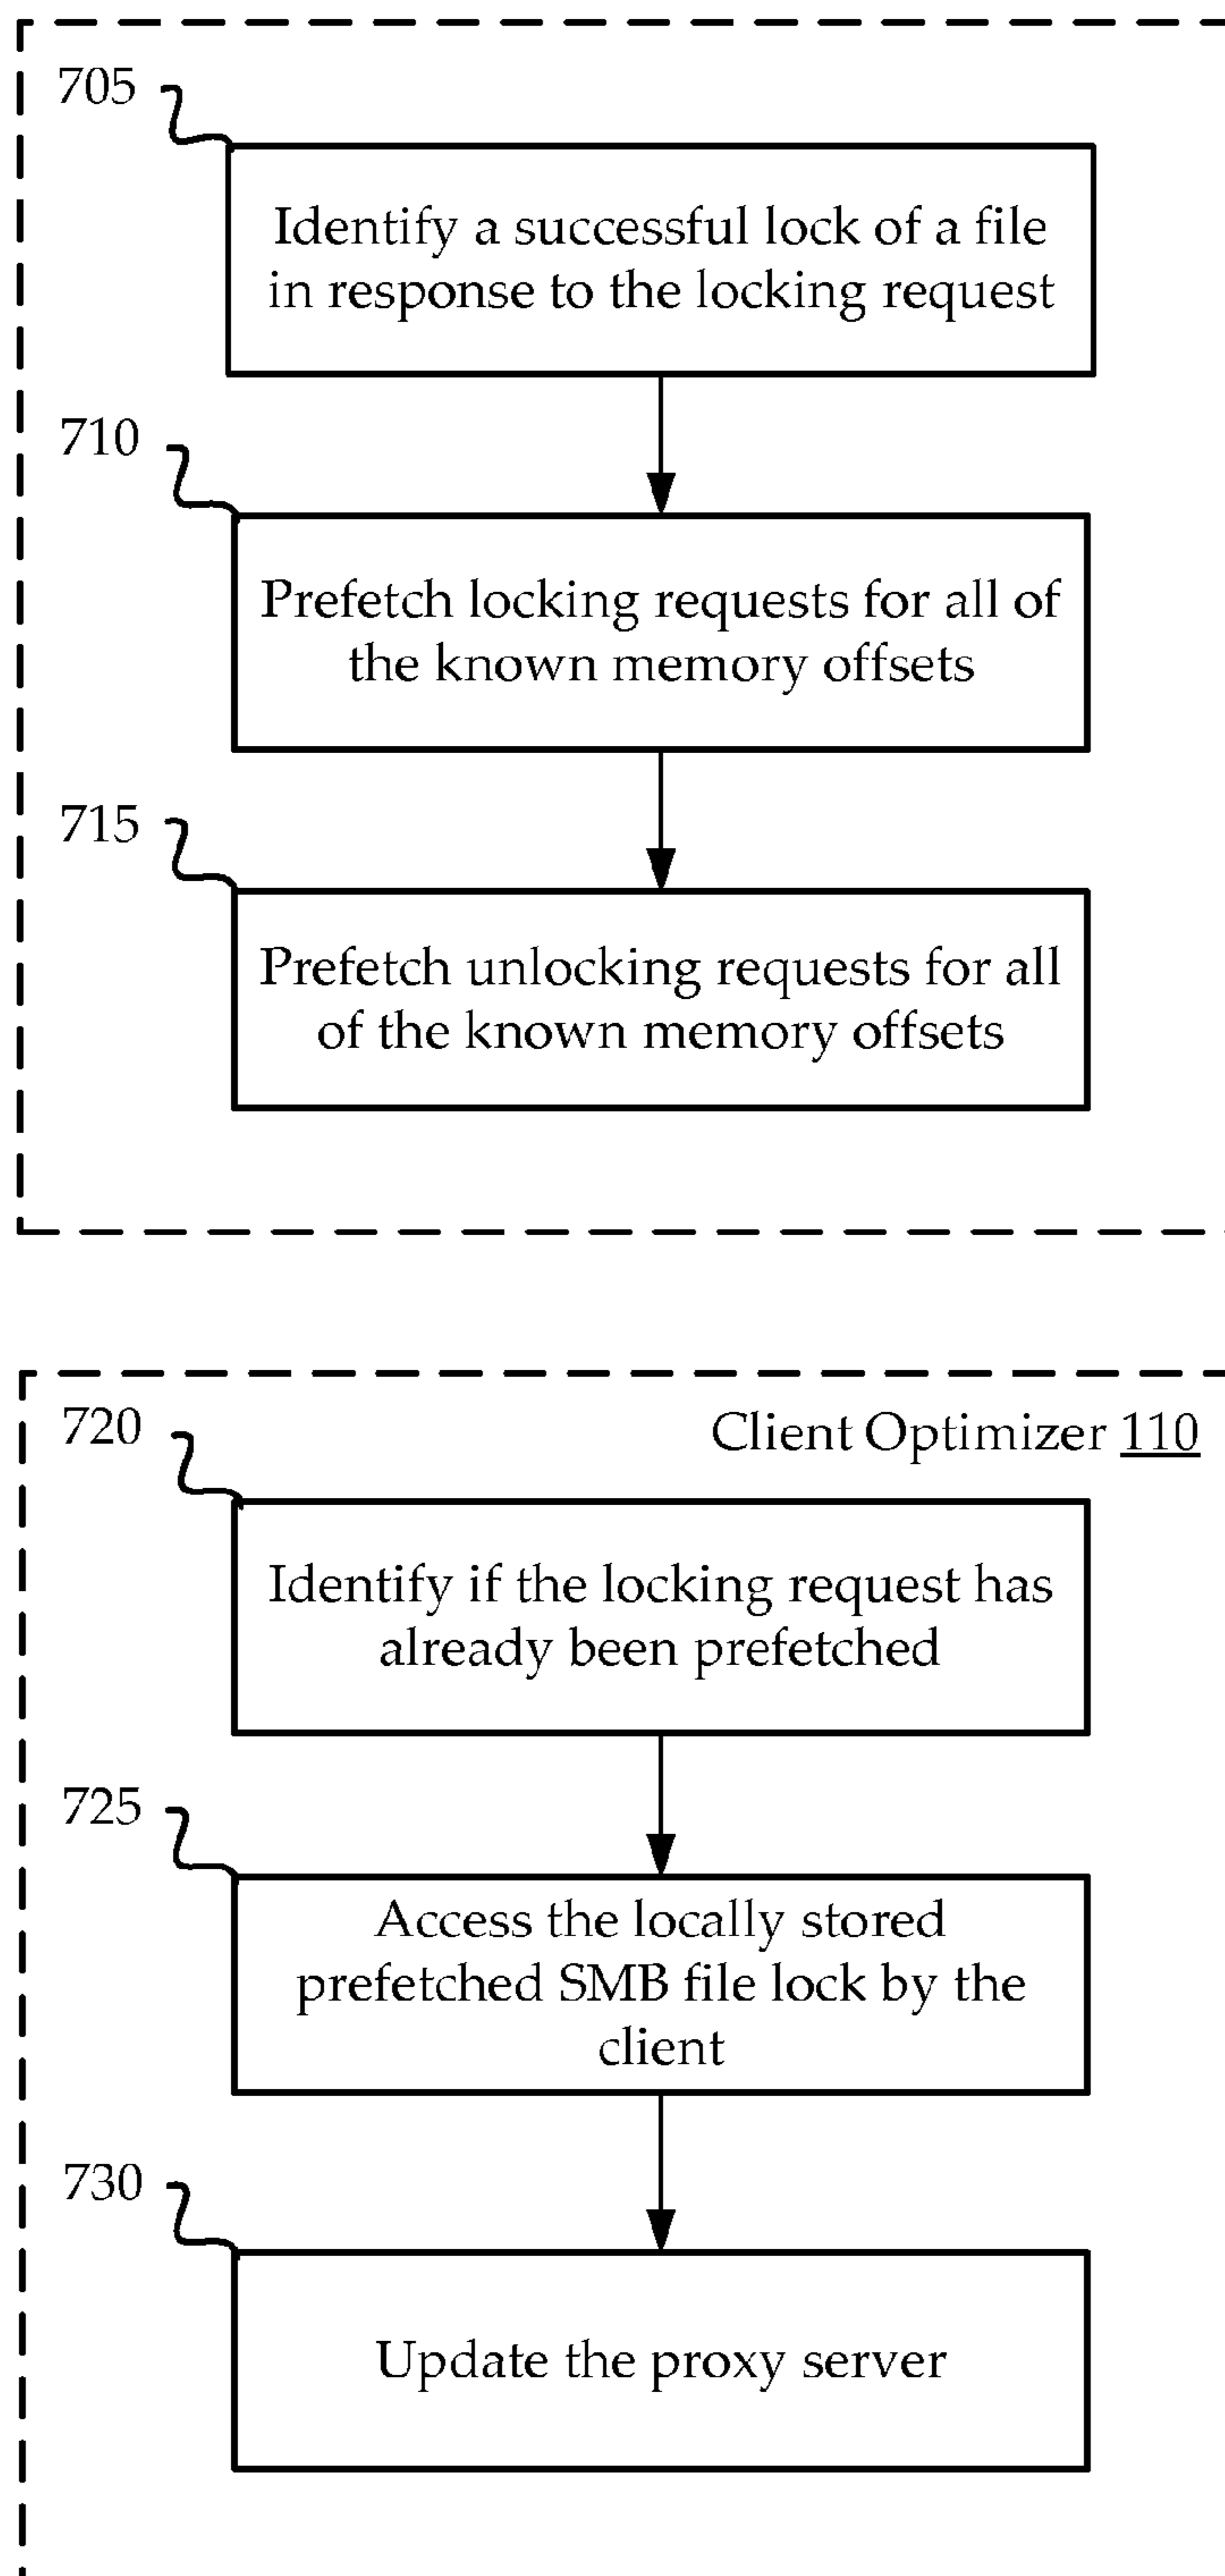 705
Identify a successful lock of a file
in response to the locking request
710
Prefetch locking requests for all of
the known memory offsets
715
Prefetch unlocking requests for all
of the known memory offsets
720
Client Optimizer 110
Identify if the locking request has
already been prefetched
725
Access the locally stored
prefetched SMB file lock by the
client
730
Update the proxy server